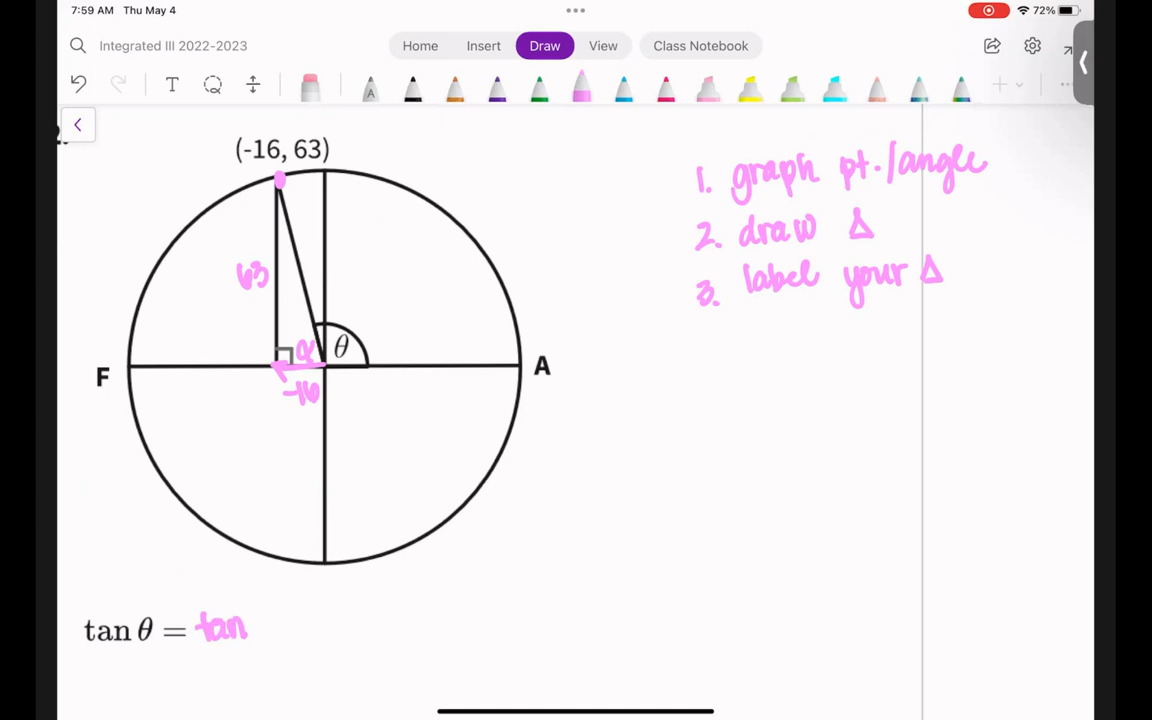 7:59 AM Thu May 4
72%
Integrated III 2022-2023
Home Insert Draw View Class Notebook
T
A
2.
(-16, 63)
1. graph pt./angle
2. draw Δ
3. label your Δ
63
α
θ
-16
F
A
tan θ = tan